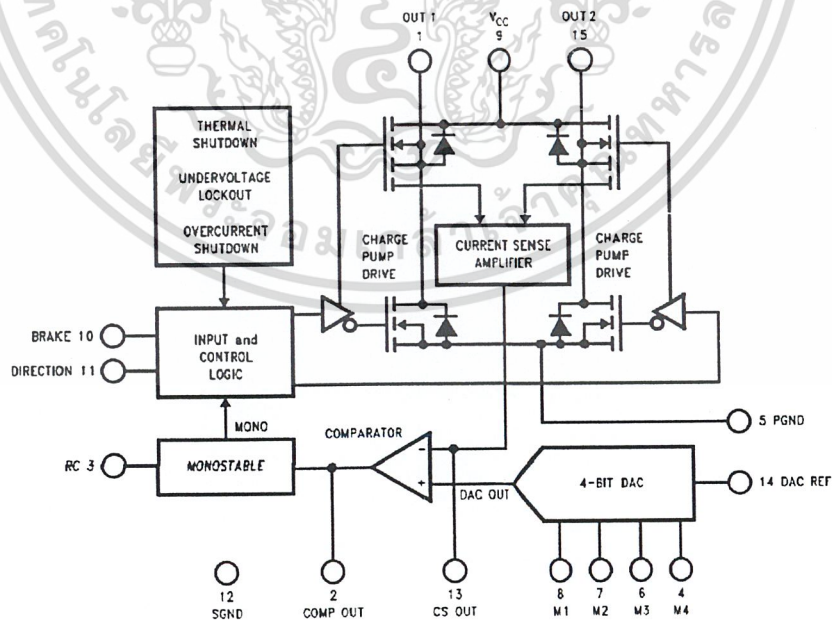 OUT 1
1
VCC
9
OUT 2
15
THERMAL
SHUTDOWN
UNDERVOLTAGE
LOCKOUT
OVERCURRENT
SHUTDOWN
CHARGE
PUMP
DRIVE
CURRENT SENSE
AMPLIFIER
CHARGE
PUMP
DRIVE
BRAKE 10
DIRECTION 11
INPUT and
CONTROL
LOGIC
5 PGND
MONO
COMPARATOR
RC 3
MONOSTABLE
-
+
DAC OUT
4-BIT DAC
14 DAC REF
12
SGND
2
COMP OUT
13
CS OUT
8
M1
7
M2
6
M3
4
M4